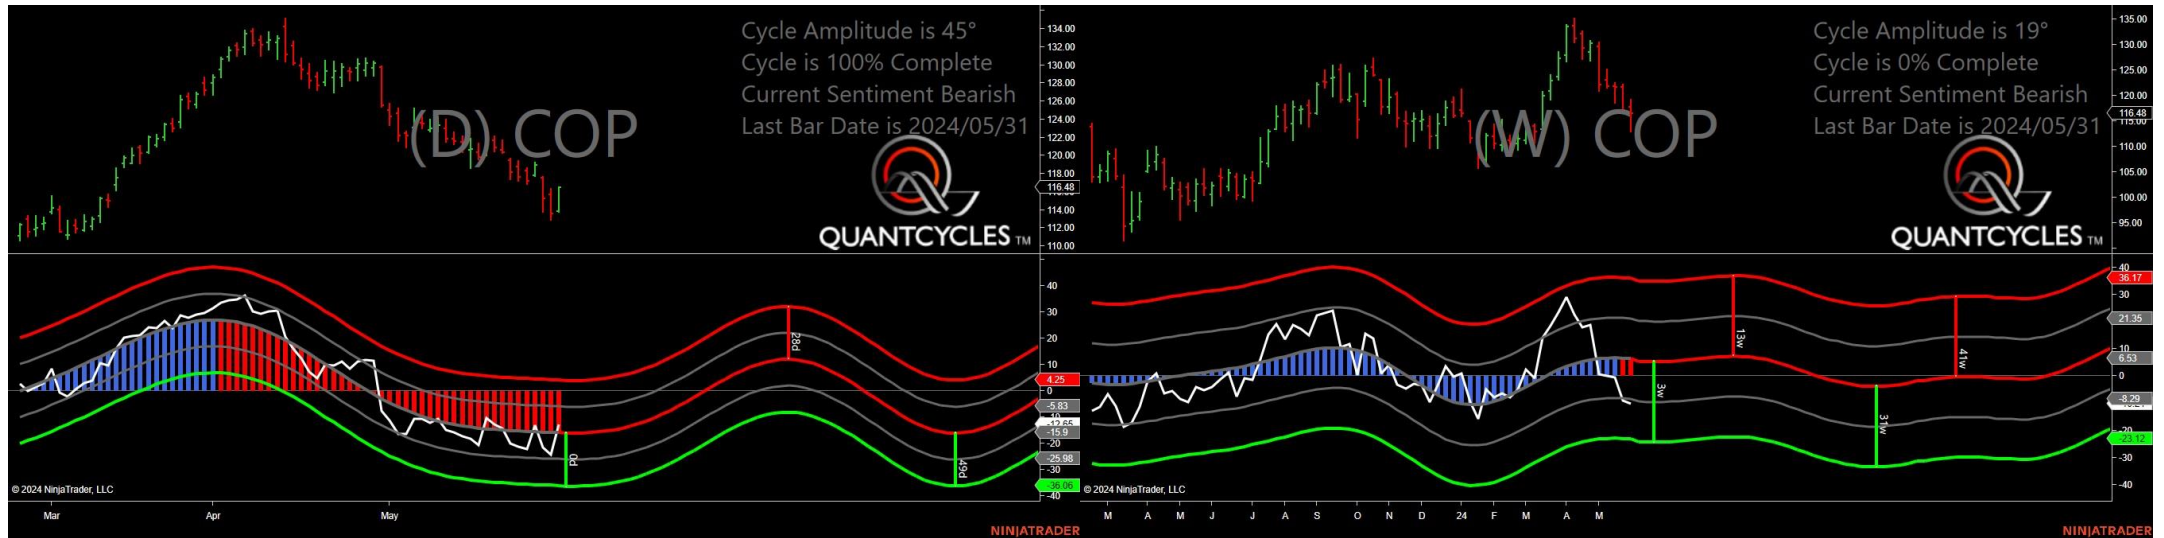 Cycle Amplitude is 45°
Cycle is 100% Complete
Current Sentiment Bearish
Last Bar Date is 2024/05/31
(D) COP
QUANTCYCLES TM
134.00
132.00
130.00
128.00
126.00
124.00
122.00
120.00
118.00
116.48
114.00
112.00
110.00
40
30
20
10
4.25
0
-5.83
-12.65
-15.9
-20
-25.98
-30
-36.06
-40
28d
0d
49d
© 2024 NinjaTrader, LLC
Mar Apr May
NINJATRADER
Cycle Amplitude is 19°
Cycle is 0% Complete
Current Sentiment Bearish
Last Bar Date is 2024/05/31
(W) COP
QUANTCYCLES TM
135.00
130.00
125.00
120.00
116.48
115.00
110.00
105.00
100.00
95.00
40
36.17
30
21.35
10
6.53
0
-8.29
-23.12
-30
-40
13w
41w
3w
31w
© 2024 NinjaTrader, LLC
M A M J J A S O N D 24 F M A M
NINJATRADER